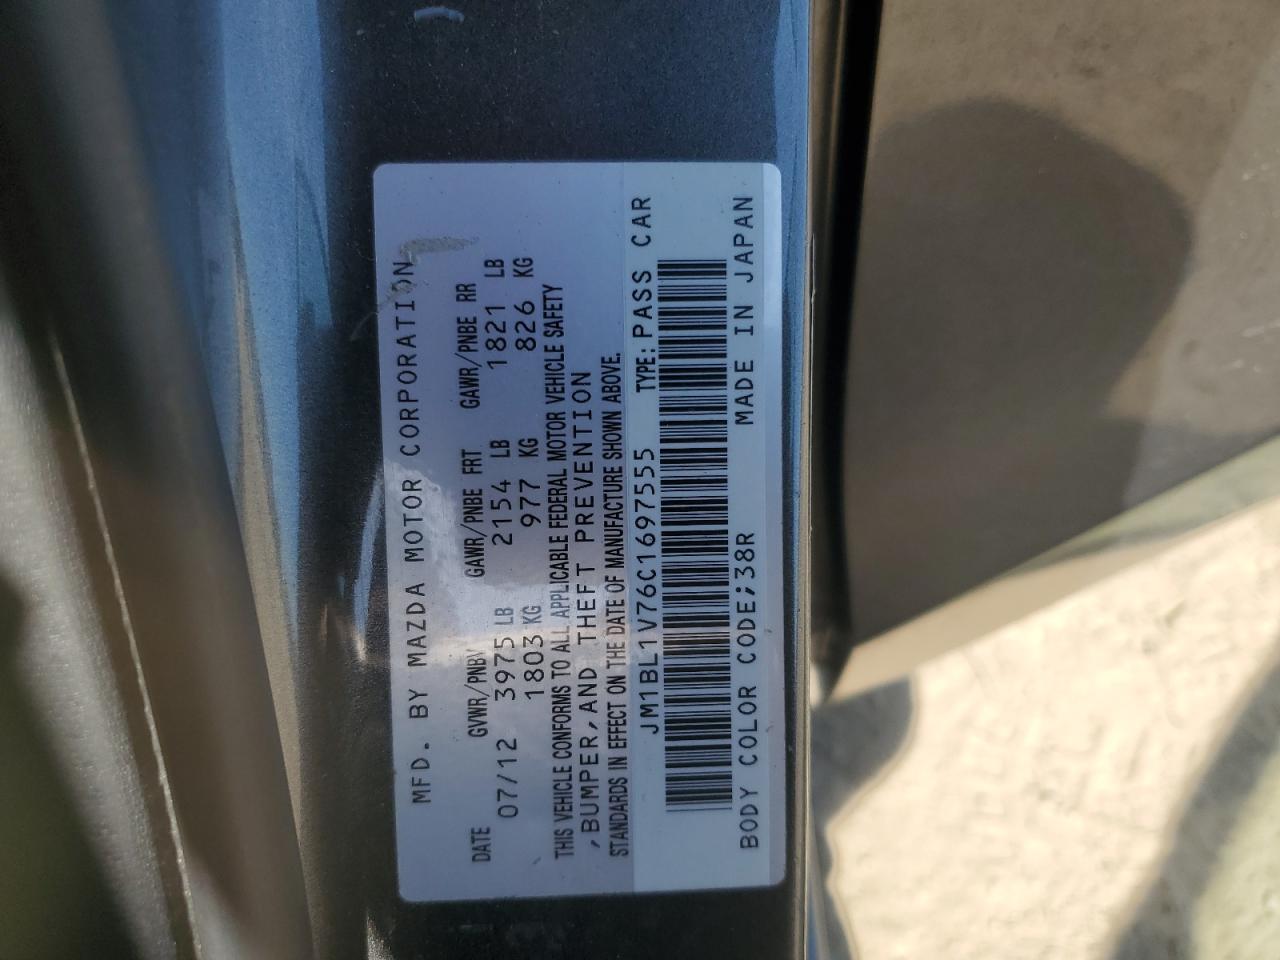 MFD. BY MAZDA MOTOR CORPORATION
DATE GVWR/PNBV GAWR/PNBE FRT GAWR/PNBE RR
07/12 3975 LB 2154 LB 1821 LB
1803 KG 977 KG 826 KG
THIS VEHICLE CONFORMS TO ALL APPLICABLE FEDERAL MOTOR VEHICLE SAFETY
,BUMPER,AND THEFT PREVENTION
STANDARDS IN EFFECT ON THE DATE OF MANUFACTURE SHOWN ABOVE.
JM1BL1V76C1697555 TYPE: PASS CAR
BODY COLOR CODE;38R MADE IN JAPAN